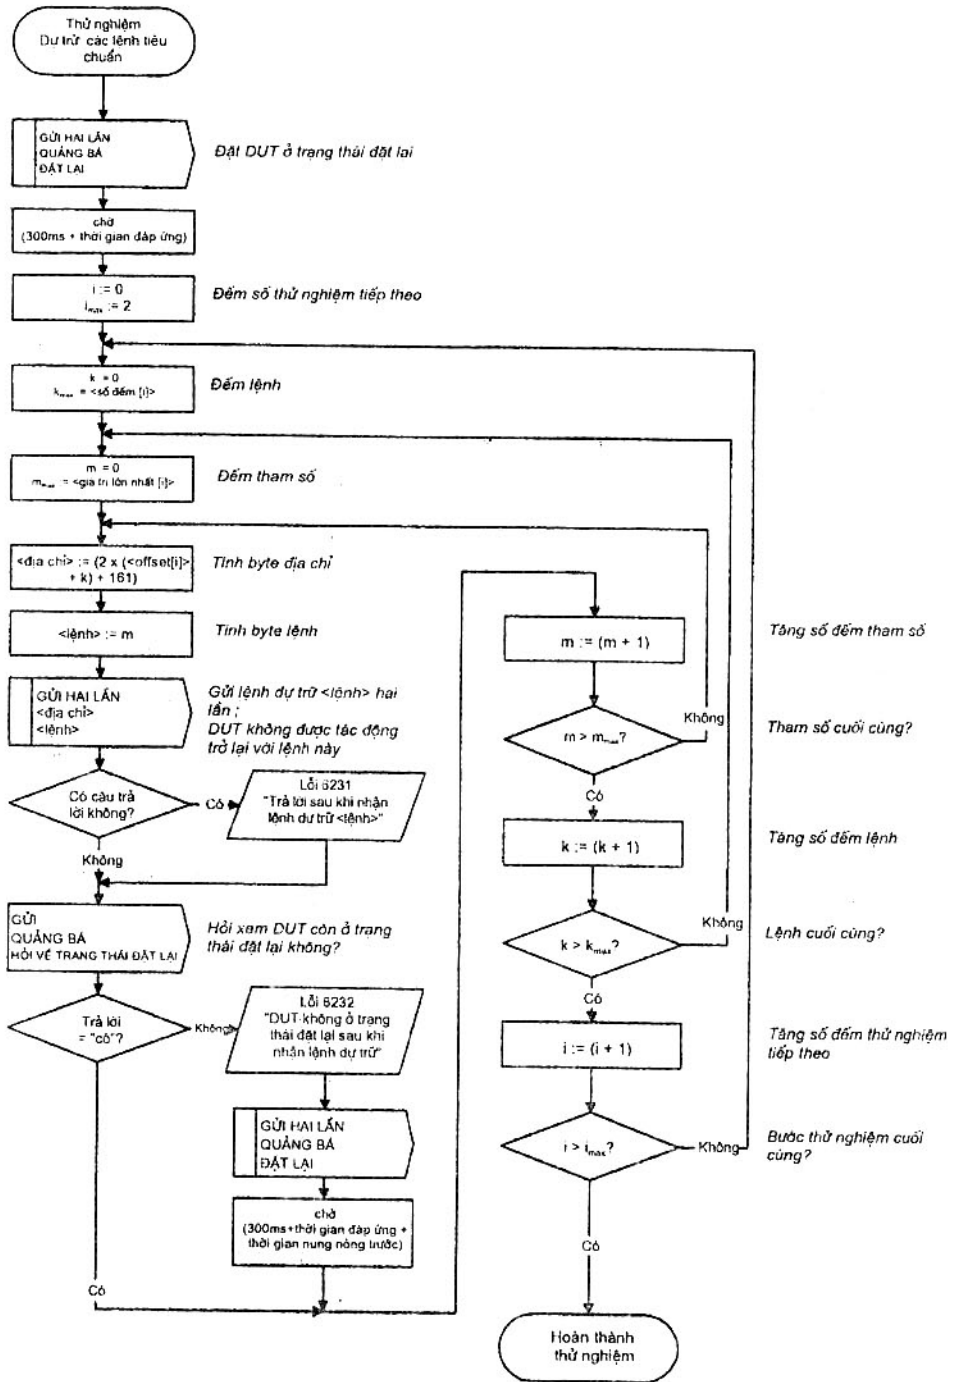 Thử nghiệm
Dự trữ các lệnh tiêu
chuẩn
GỬI HAI LẦN
QUẢNG BÁ
ĐẶT LẠI
Đặt DUT ở trạng thái đặt lai
chờ
(300ms + thời gian đáp ứng)
i := 0
imax := 2
Đếm số thử nghiệm tiếp theo
k = 0
kmax = <số đếm [i]>
Đếm lệnh
m = 0
mmax := <giá trị lớn nhất [i]>
Đếm tham số
<địa chỉ> := (2 x (<offset[i]>
+ k) + 161)
Tính byte địa chỉ
<lệnh> := m
Tính byte lệnh
GỬI HAI LẦN
<địa chỉ>
<lệnh>
Gửi lệnh dự trữ <lệnh> hai
lần ;
DUT không được tác động
trở lại với lệnh này
Có câu trả
lời không?
Có
Lỗi 6231
"Trả lời sau khi nhận
lệnh dự trữ <lệnh>"
Không
GỬI
QUẢNG BÁ
HỎI VỀ TRẠNG THÁI ĐẶT LẠI
Hỏi xem DUT còn ở trạng
thái đặt lại không?
Trả lời
= "có"?
Không
Lỗi 6232
"DUT không ở trạng
thái đặt lại sau khi
nhận lệnh dự trữ"
GỬI HAI LẦN
QUẢNG BÁ
ĐẶT LẠI
chờ
(300ms+thời gian đáp ứng +
thời gian nung nóng trước)
Có
m := (m + 1)
Tăng số đếm tham số
m > mmax?
Không
Tham số cuối cùng?
Có
k := (k + 1)
Tăng số đếm lệnh
k > kmax?
Không
Lệnh cuối cùng?
Có
i := (i + 1)
Tăng số đếm thử nghiệm
tiếp theo
i > imax?
Không
Bước thử nghiệm cuối
cùng?
Có
Hoàn thành
thử nghiệm